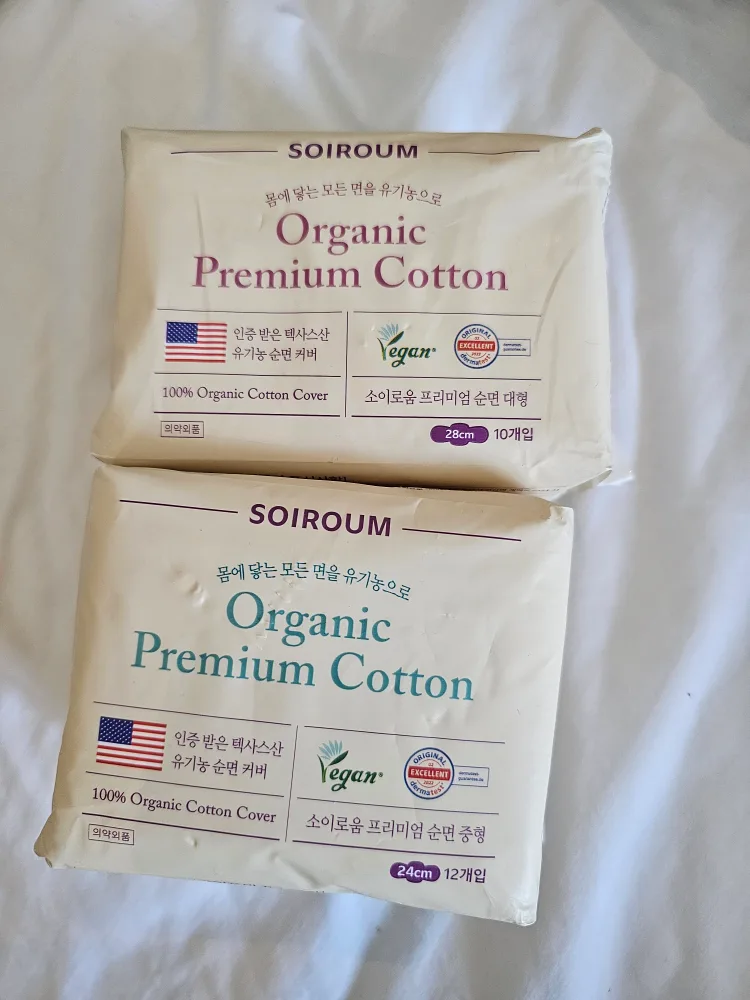 SOIROUM
몸에 닿는 모든 면을 유기농으로
Organic
Premium Cotton
인증 받은 텍사스산
유기농 순면 커버
100% Organic Cotton Cover
의약외품
Vegan®
ORIGINAL
EXCELLENT
dermatest
소이로움 프리미엄 순면 대형
28cm 10개입
SOIROUM
몸에 닿는 모든 면을 유기농으로
Organic
Premium Cotton
인증 받은 텍사스산
유기농 순면 커버
100% Organic Cotton Cover
의약외품
Vegan®
ORIGINAL
EXCELLENT
dermatest
소이로움 프리미엄 순면 중형
24cm 12개입